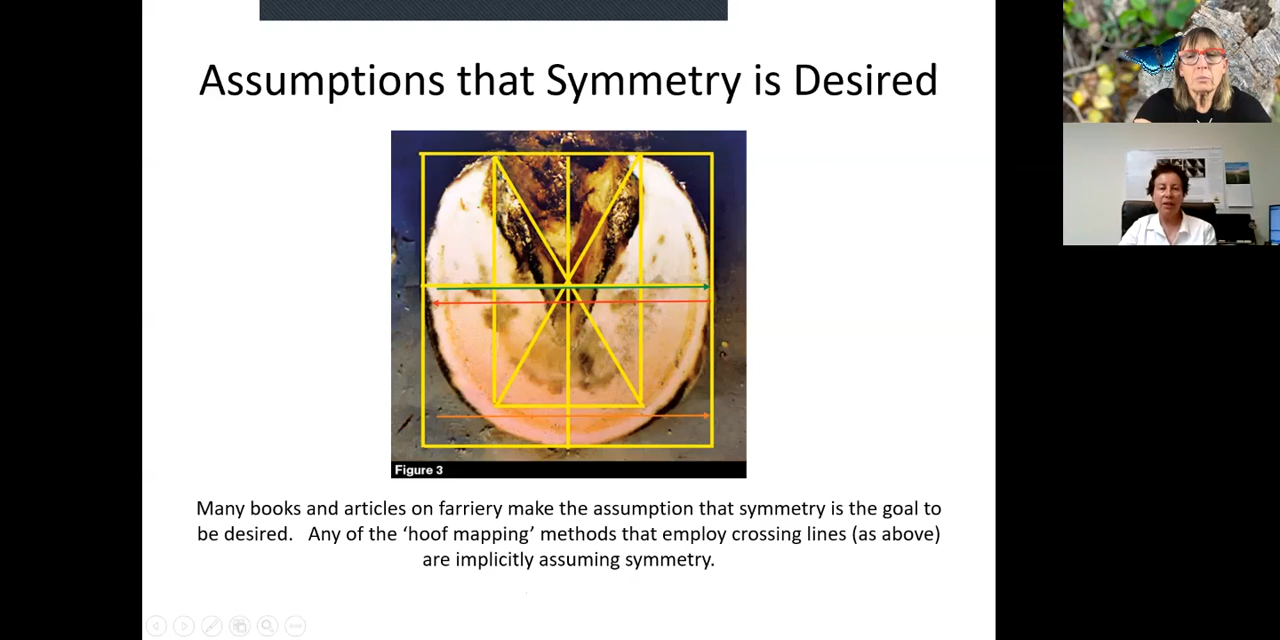 Assumptions that Symmetry is Desired
Figure 3
Many books and articles on farriery make the assumption that symmetry is the goal to
be desired. Any of the ‘hoof mapping’ methods that employ crossing lines (as above)
are implicitly assuming symmetry.